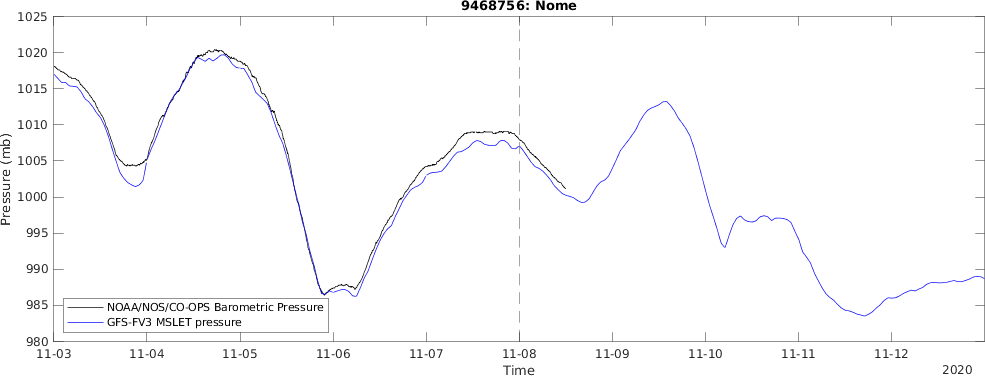 9468756: Nome
1025
1020
1015
1010
1005
1000
995
990
985
980
Pressure (mb)
NOAA/NOS/CO-OPS Barometric Pressure
GFS-FV3 MSLET pressure
11-03 11-04 11-05 11-06 11-07 11-08 11-09 11-10 11-11 11-12
Time
2020